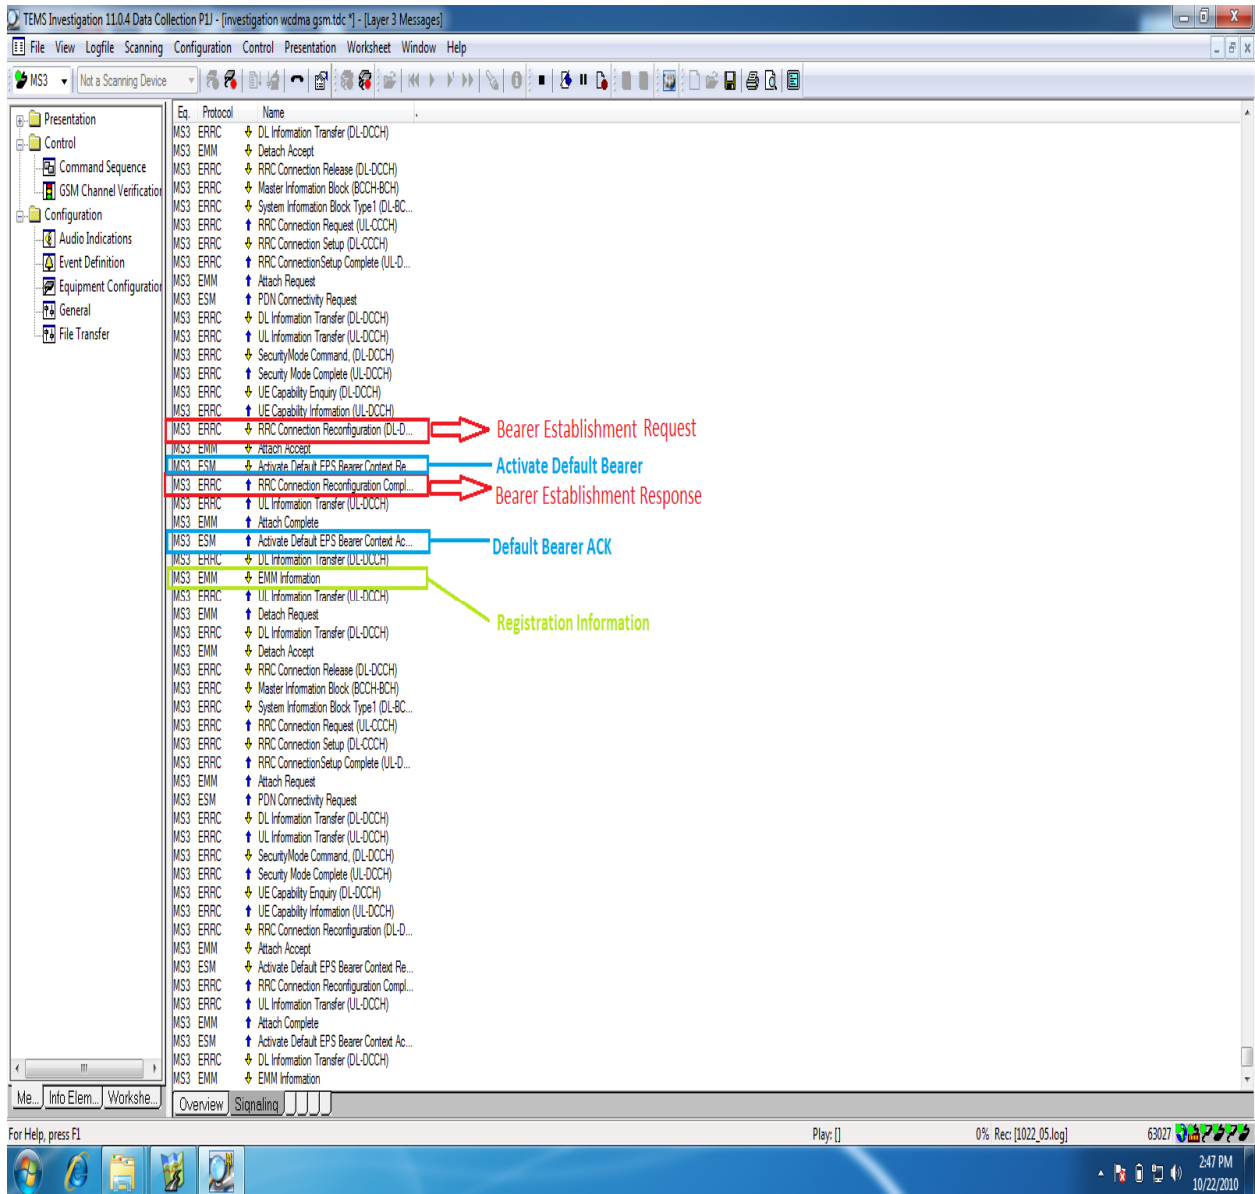 TEMS Investigation 11.0.4 Data Collection P1J - [investigation wcdma gsm.tdc *] - [Layer 3 Messages]
File View Logfile Scanning Configuration Control Presentation Worksheet Window Help
MS3 Not a Scanning Device
Presentation
Control
Command Sequence
GSM Channel Verification
Configuration
Audio Indications
Event Definition
Equipment Configuration
General
File Transfer
Eq. Protocol Name
MS3 ERRC DL Information Transfer (DL-DCCH)
MS3 EMM Detach Accept
MS3 ERRC RRC Connection Release (DL-DCCH)
MS3 ERRC Master Information Block (BCCH-BCH)
MS3 ERRC System Information Block Type1 (DL-BC...
MS3 ERRC RRC Connection Request (UL-CCCH)
MS3 ERRC RRC Connection Setup (DL-CCCH)
MS3 ERRC RRC ConnectionSetup Complete (UL-D...
MS3 EMM Attach Request
MS3 ESM PDN Connectivity Request
MS3 ERRC DL Information Transfer (DL-DCCH)
MS3 ERRC UL Information Transfer (UL-DCCH)
MS3 ERRC SecurityMode Command, (DL-DCCH)
MS3 ERRC Security Mode Complete (UL-DCCH)
MS3 ERRC UE Capability Enquiry (DL-DCCH)
MS3 ERRC UE Capability Information (UL-DCCH)
MS3 ERRC RRC Connection Reconfiguration (DL-D... Bearer Establishment Request
MS3 EMM Attach Accept
MS3 ESM Activate Default EPS Bearer Context Re... Activate Default Bearer
MS3 ERRC RRC Connection Reconfiguration Compl... Bearer Establishment Response
MS3 ERRC UL Information Transfer (UL-DCCH)
MS3 EMM Attach Complete
MS3 ESM Activate Default EPS Bearer Context Ac... Default Bearer ACK
MS3 ERRC DL Information Transfer (DL-DCCH)
MS3 EMM EMM Information
MS3 ERRC UL Information Transfer (UL-DCCH)
MS3 EMM Detach Request Registration Information
MS3 ERRC DL Information Transfer (DL-DCCH)
MS3 EMM Detach Accept
MS3 ERRC RRC Connection Release (DL-DCCH)
MS3 ERRC Master Information Block (BCCH-BCH)
MS3 ERRC System Information Block Type1 (DL-BC...
MS3 ERRC RRC Connection Request (UL-CCCH)
MS3 ERRC RRC Connection Setup (DL-CCCH)
MS3 ERRC RRC ConnectionSetup Complete (UL-D...
MS3 EMM Attach Request
MS3 ESM PDN Connectivity Request
MS3 ERRC DL Information Transfer (DL-DCCH)
MS3 ERRC UL Information Transfer (UL-DCCH)
MS3 ERRC SecurityMode Command, (DL-DCCH)
MS3 ERRC Security Mode Complete (UL-DCCH)
MS3 ERRC UE Capability Enquiry (DL-DCCH)
MS3 ERRC UE Capability Information (UL-DCCH)
MS3 ERRC RRC Connection Reconfiguration (DL-D...
MS3 EMM Attach Accept
MS3 ESM Activate Default EPS Bearer Context Re...
MS3 ERRC RRC Connection Reconfiguration Compl...
MS3 ERRC UL Information Transfer (UL-DCCH)
MS3 EMM Attach Complete
MS3 ESM Activate Default EPS Bearer Context Ac...
MS3 ERRC DL Information Transfer (DL-DCCH)
MS3 EMM EMM Information
Me... Info Elem... Workshe...
Overview Signaling
For Help, press F1 Play: [] 0% Rec: [1022_05.log] 63027
2:47 PM
10/22/2010